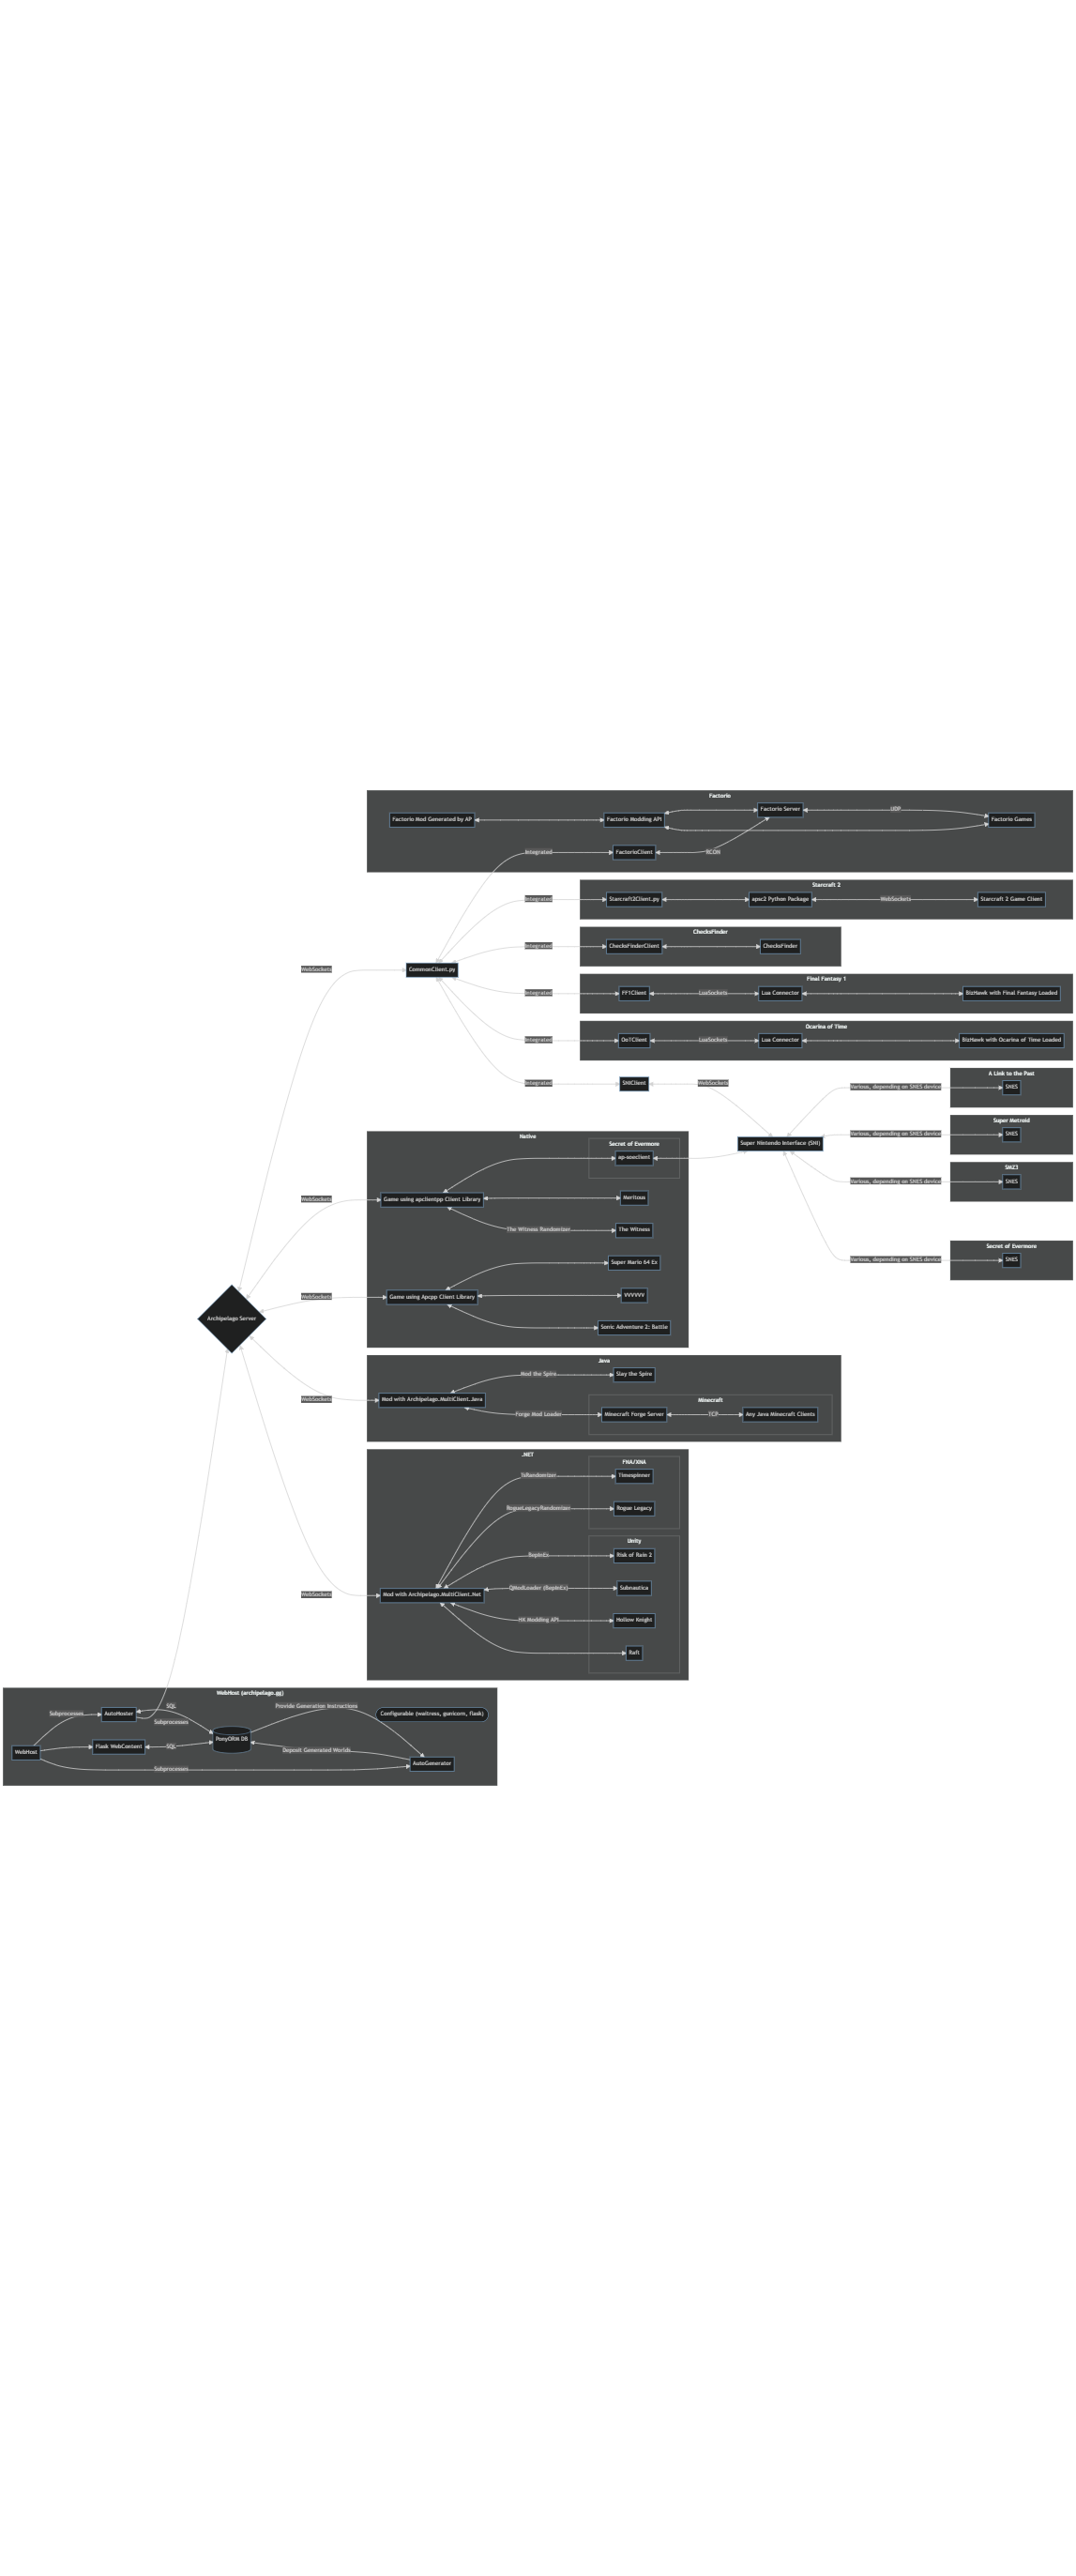 Factorio
Factorio Mod Generated by AP
Factorio Modding API
Factorio Server
UDP
Factorio Games
Integrated
FactorioClient
RCON
Starcraft 2
Integrated
Starcraft2Client.py
apsc2 Python Package
WebSockets
Starcraft 2 Game Client
ChecksFinder
Integrated
ChecksFinderClient
ChecksFinder
WebSockets
CommonClient.py
Final Fantasy 1
Integrated
FF1Client
LuaSockets
Lua Connector
BizHawk with Final Fantasy Loaded
Ocarina of Time
Integrated
OoTClient
LuaSockets
Lua Connector
BizHawk with Ocarina of Time Loaded
Integrated
SNIClient
WebSockets
Super Nintendo Interface (SNI)
A Link to the Past
Various, depending on SNES device
SNES
Super Metroid
Various, depending on SNES device
SNES
SMZ3
Various, depending on SNES device
SNES
Secret of Evermore
Various, depending on SNES device
SNES
Native
Secret of Evermore
ap-soeclient
WebSockets
Game using apclientpp Client Library
Meritous
The Witness Randomizer
The Witness
Super Mario 64 Ex
WebSockets
Game using Apcpp Client Library
VVVVVV
Sonic Adventure 2: Battle
Archipelago Server
Java
Mod the Spire
Slay the Spire
WebSockets
Mod with Archipelago.MultiClient.Java
Forge Mod Loader
Minecraft
Minecraft Forge Server
TCP
Any Java Minecraft Clients
.NET
FNA/XNA
TsRandomizer
Timespinner
RogueLegacyRandomizer
Rogue Legacy
Unity
BepInEx
Risk of Rain 2
WebSockets
Mod with Archipelago.MultiClient.Net
QModLoader (BepInEx)
Subnautica
HK Modding API
Hollow Knight
Raft
WebHost (archipelago.gg)
Subprocesses
AutoHoster
SQL
Subprocesses
Provide Generation Instructions
Configurable (waitress, gunicorn, flask)
WebHost
Flask WebContent
SQL
PonyORM DB
Deposit Generated Worlds
AutoGenerator
Subprocesses